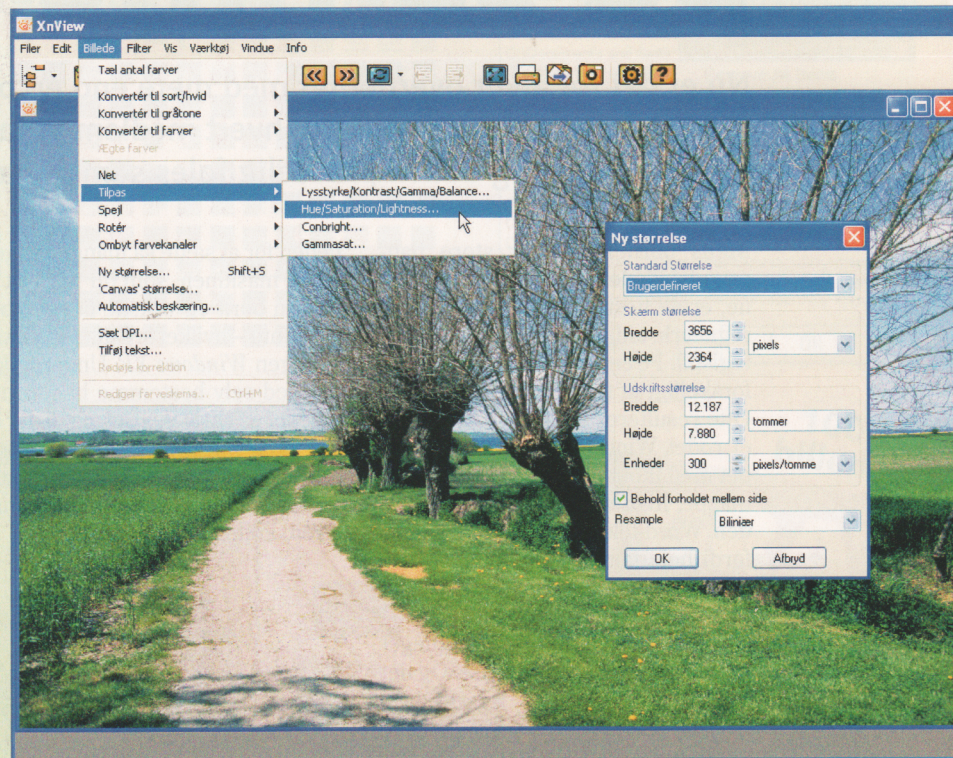 XnView
Filer Edit Billede Filter Vis Værktøj Vindue Info
Tæl antal farver
Konvertér til sort/hvid
Konvertér til gråtone
Konvertér til farver
Ægte farver
Net
Tilpas
Spejl
Rotér
Ombyt farvekanaler
Ny størrelse... Shift+S
'Canvas' størrelse...
Automatisk beskæring...
Sæt DPI...
Tilføj tekst...
Rødøje korrektion
Rediger farveskema... Ctrl+M
Lysstyrke/Kontrast/Gamma/Balance...
Hue/Saturation/Lightness...
Conbright...
Gammasat...
Ny størrelse
Standard Størrelse
Brugerdefineret
Skærm størrelse
Bredde 3656
Højde 2364
pixels
Udskriftsstørrelse
Bredde 12.187
Højde 7.880
tommer
Enheder 300 pixels/tomme
Behold forholdet mellem side
Resample Biliniær
OK Afbryd